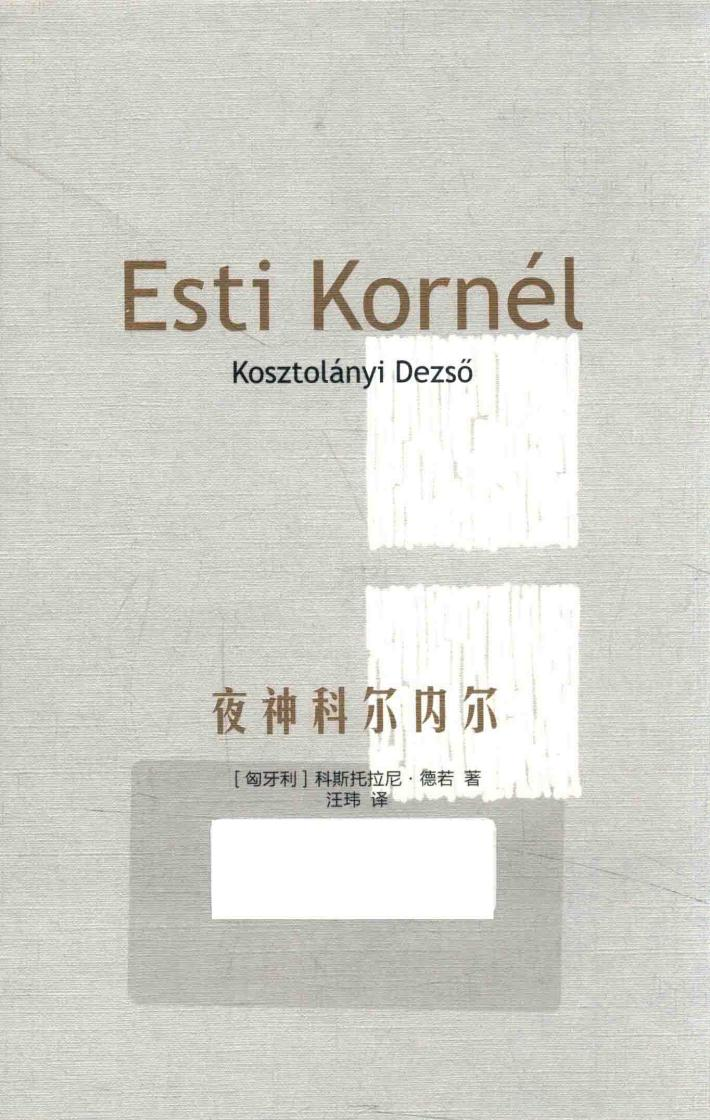 Esti Kornél
Kosztolányi Dezső
夜神科尔内尔
[ 匈牙利 ] 科斯托拉尼 · 德若 著
汪玮 译